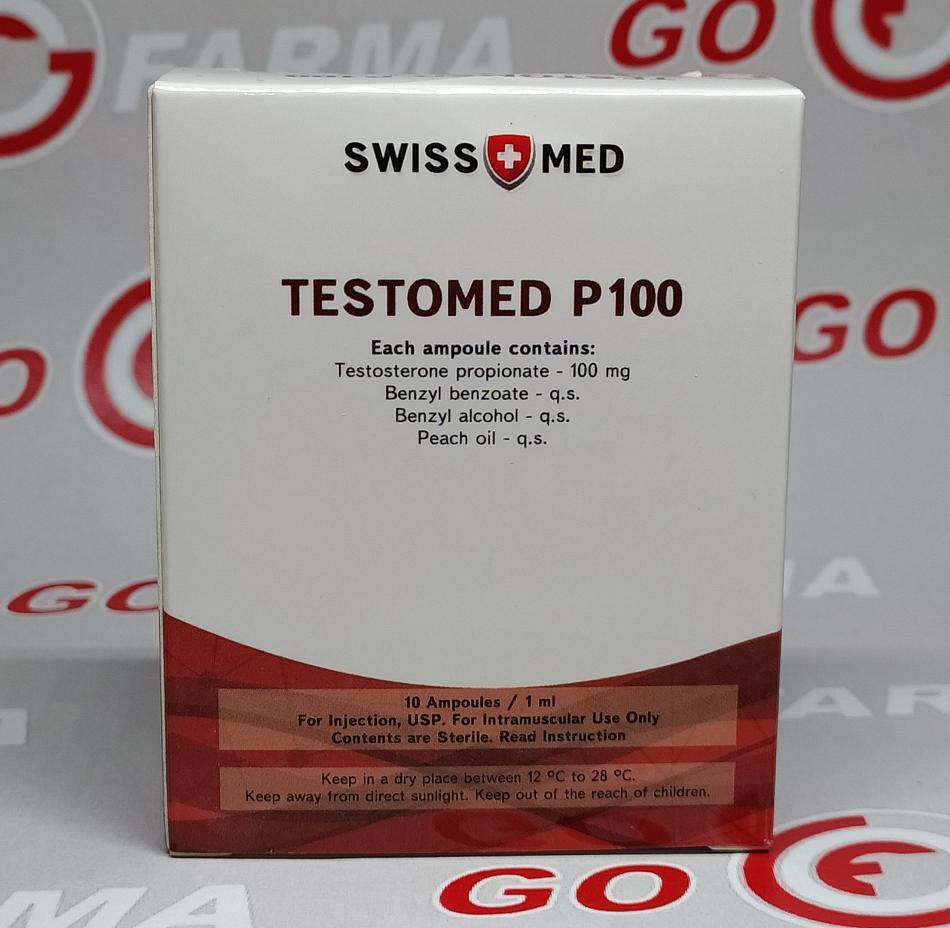 FARMA
GO
SWISS MED
TESTOMED P100
Each ampoule contains:
Testosterone propionate - 100 mg
Benzyl benzoate - q.s.
Benzyl alcohol - q.s.
Peach oil - q.s.
GO
GO
10 Ampoules / 1 ml
For Injection, USP. For Intramuscular Use Only
Contents are Sterile. Read Instruction
Keep in a dry place between 12 ºC to 28 ºC.
Keep away from direct sunlight. Keep out of the reach of children.
GO